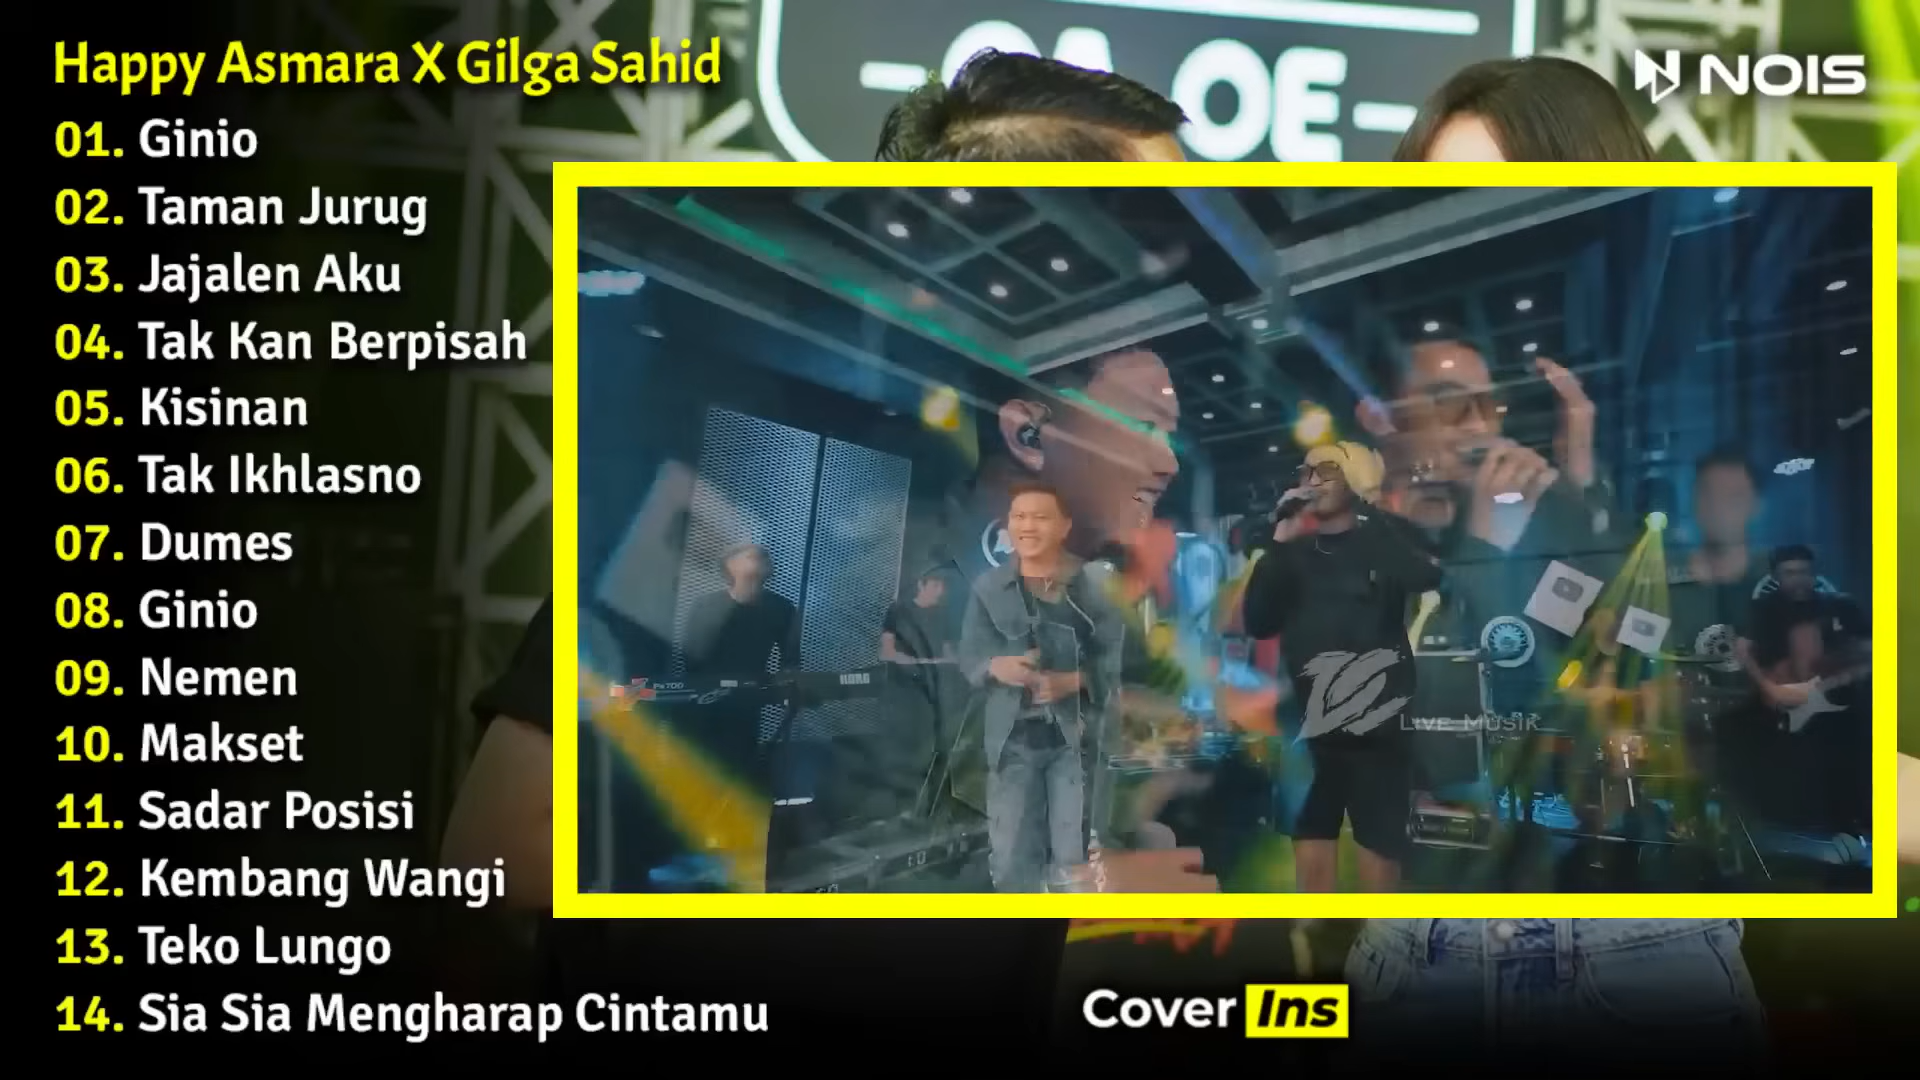 Happy Asmara X Gilga Sahid
01. Ginio
02. Taman Jurug
03. Jajalen Aku
04. Tak Kan Berpisah
05. Kisinan
06. Tak Ikhlasno
07. Dumes
08. Ginio
09. Nemen
10. Makset
11. Sadar Posisi
12. Kembang Wangi
13. Teko Lungo
14. Sia Sia Mengharap Cintamu
NOIS
OE
KORG
Pa700
LIVE MUSIK
Cover Ins